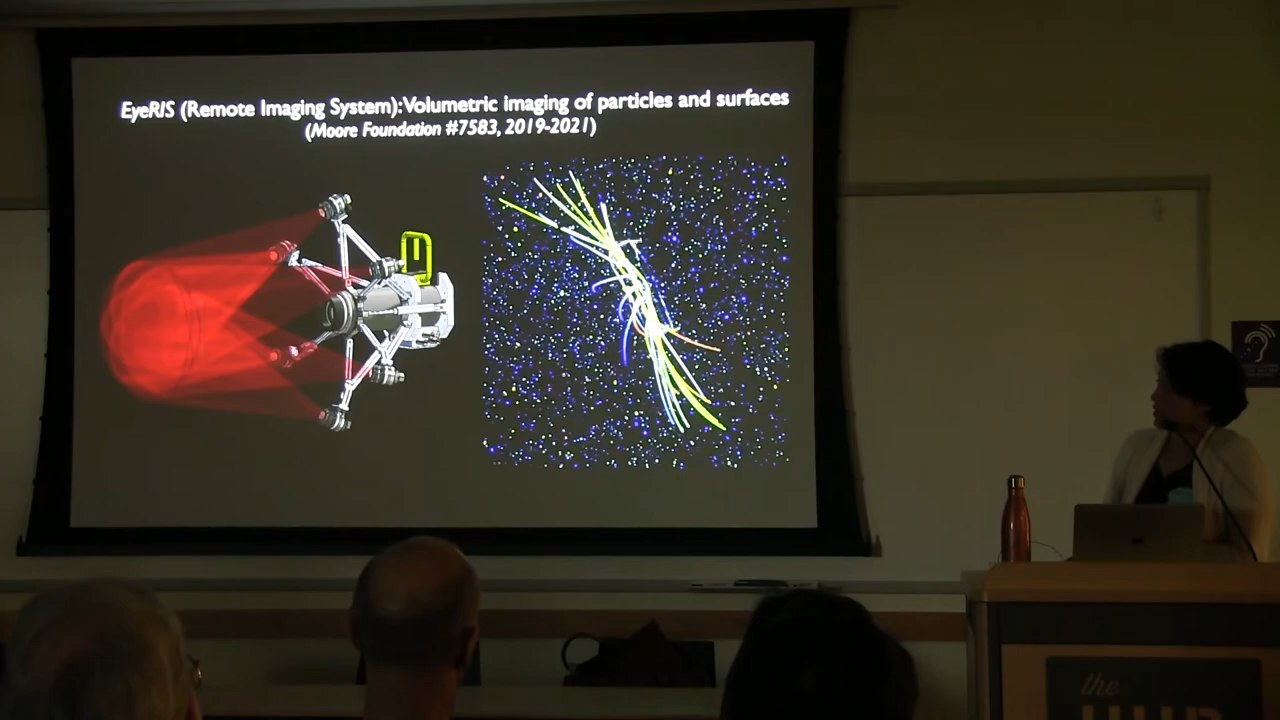 EyeRIS (Remote Imaging System): Volumetric imaging of particles and surfaces
(Moore Foundation #7583, 2019-2021)
the